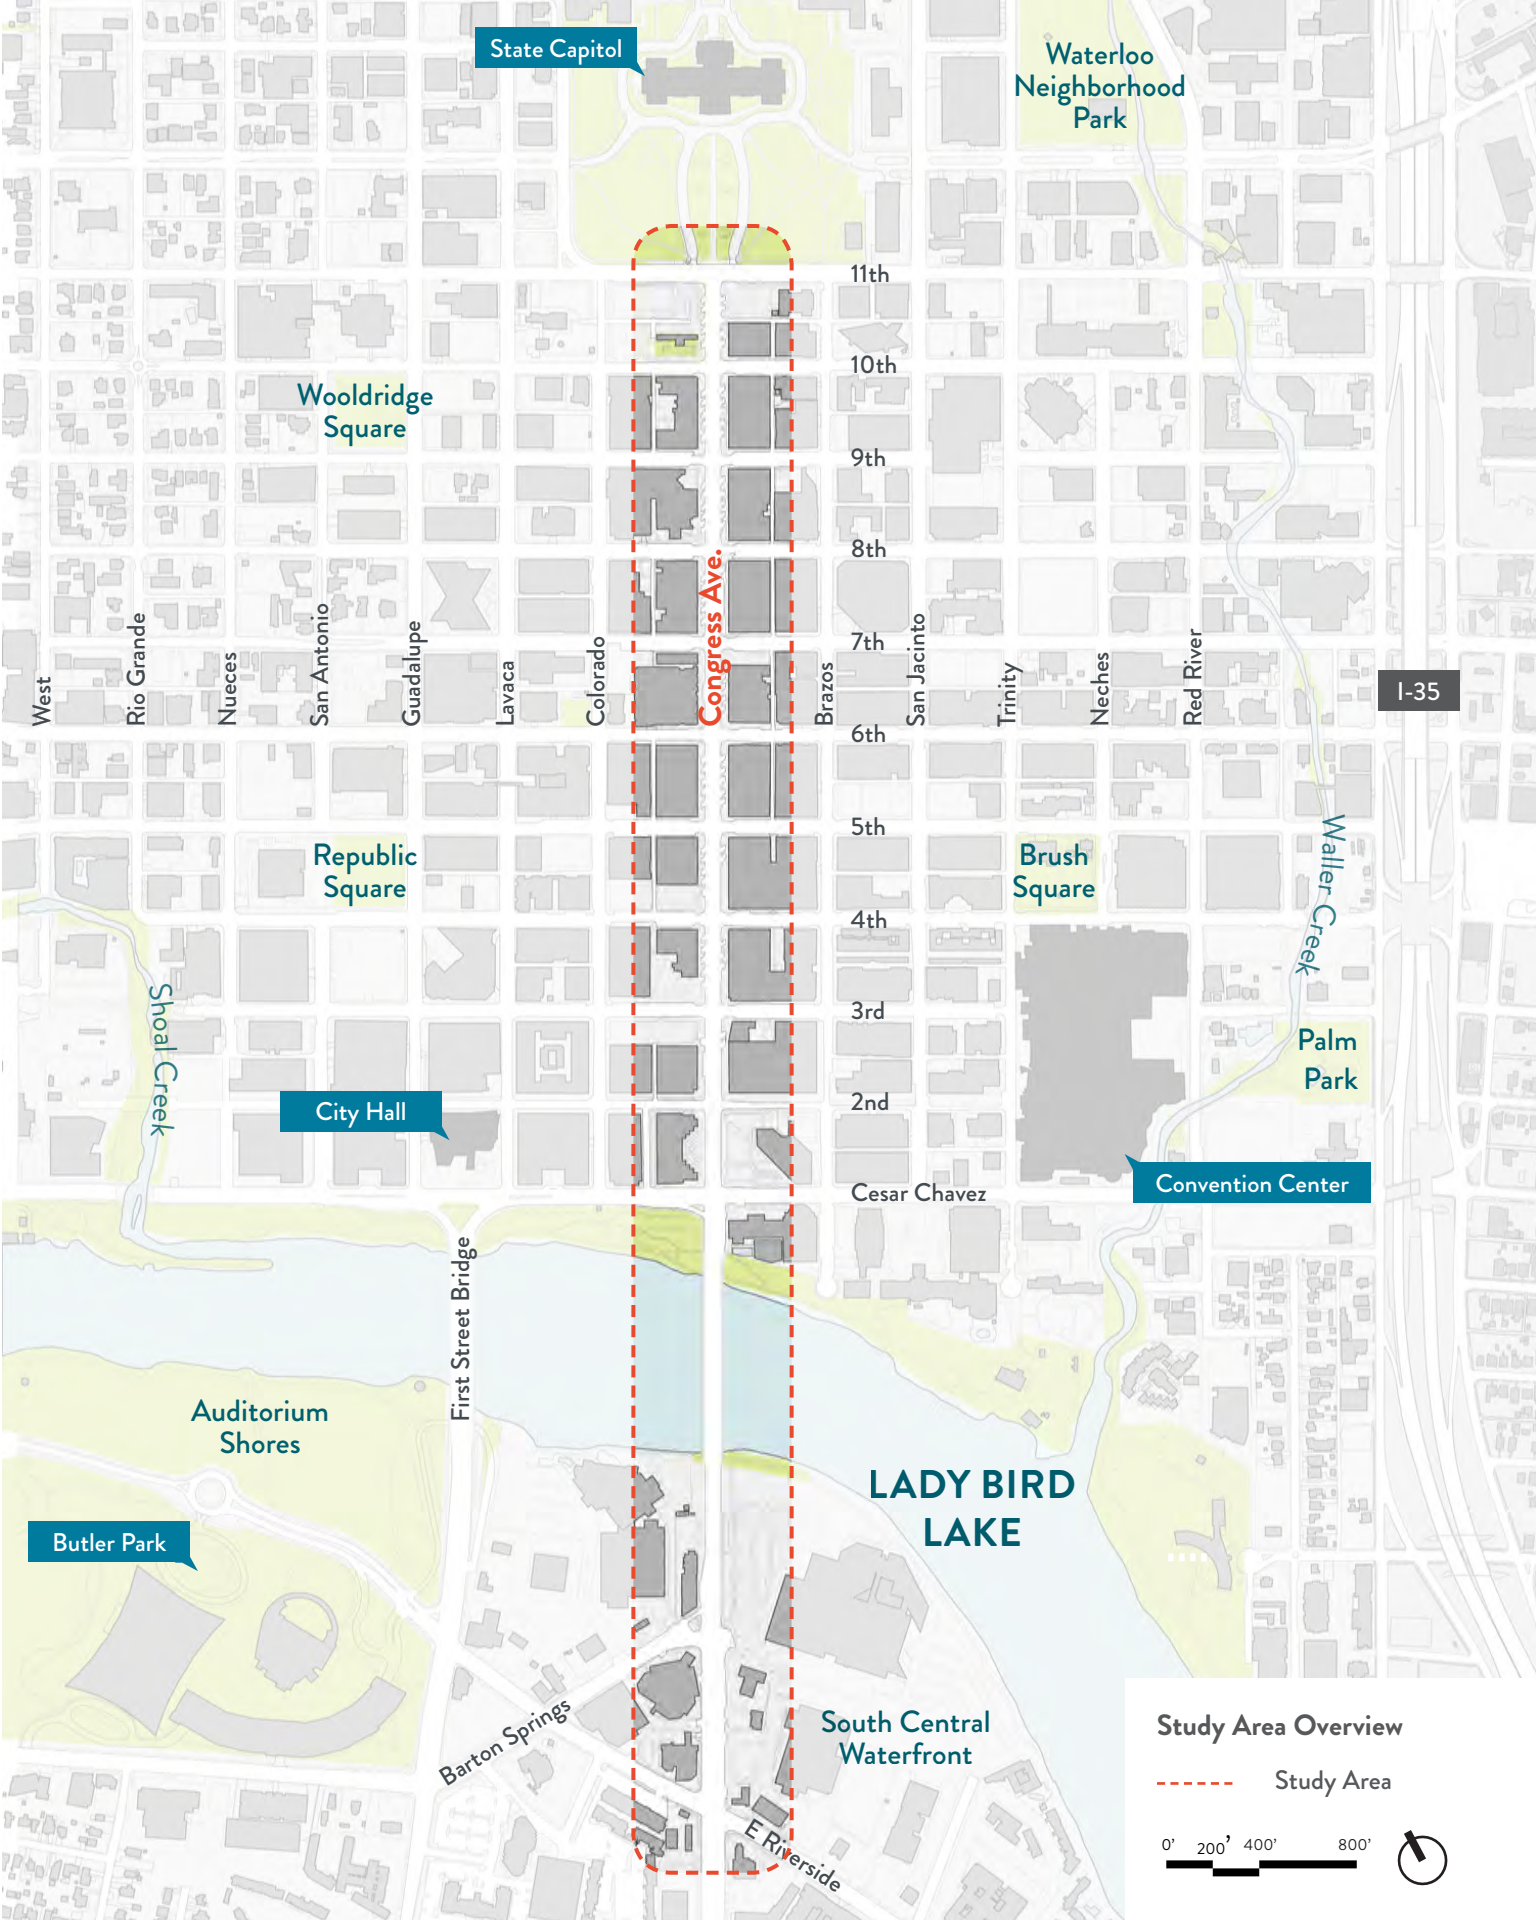 State Capitol
Waterloo
Neighborhood
Park
11th
10th
Wooldridge
Square
9th
8th
Congress Ave.
7th
West
Rio Grande
Nueces
San Antonio
Guadalupe
Lavaca
Colorado
Brazos
San Jacinto
Trinity
Neches
Red River
I-35
6th
5th
Republic
Square
Brush
Square
Waller Creek
4th
Shoal Creek
3rd
Palm
Park
City Hall
2nd
Convention Center
Cesar Chavez
First Street Bridge
Auditorium
Shores
LADY BIRD
LAKE
Butler Park
Barton Springs
South Central
Waterfront
E Riverside
Study Area Overview
Study Area
0' 200' 400' 800'